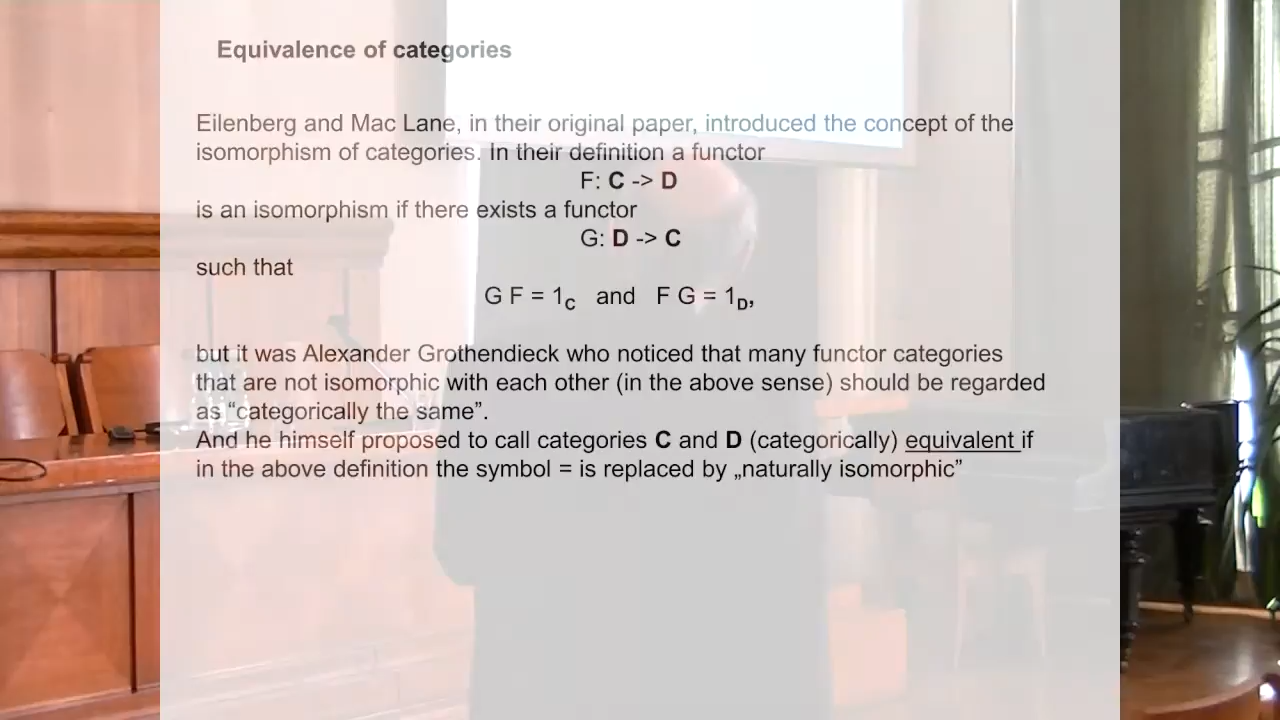 Equivalence of categories
Eilenberg and Mac Lane, in their original paper, introduced the concept of the
isomorphism of categories. In their definition a functor
F: C -> D
is an isomorphism if there exists a functor
G: D -> C
such that
G F = 1C and F G = 1D,
but it was Alexander Grothendieck who noticed that many functor categories
that are not isomorphic with each other (in the above sense) should be regarded
as “categorically the same”.
And he himself proposed to call categories C and D (categorically) equivalent if
in the above definition the symbol = is replaced by „naturally isomorphic”